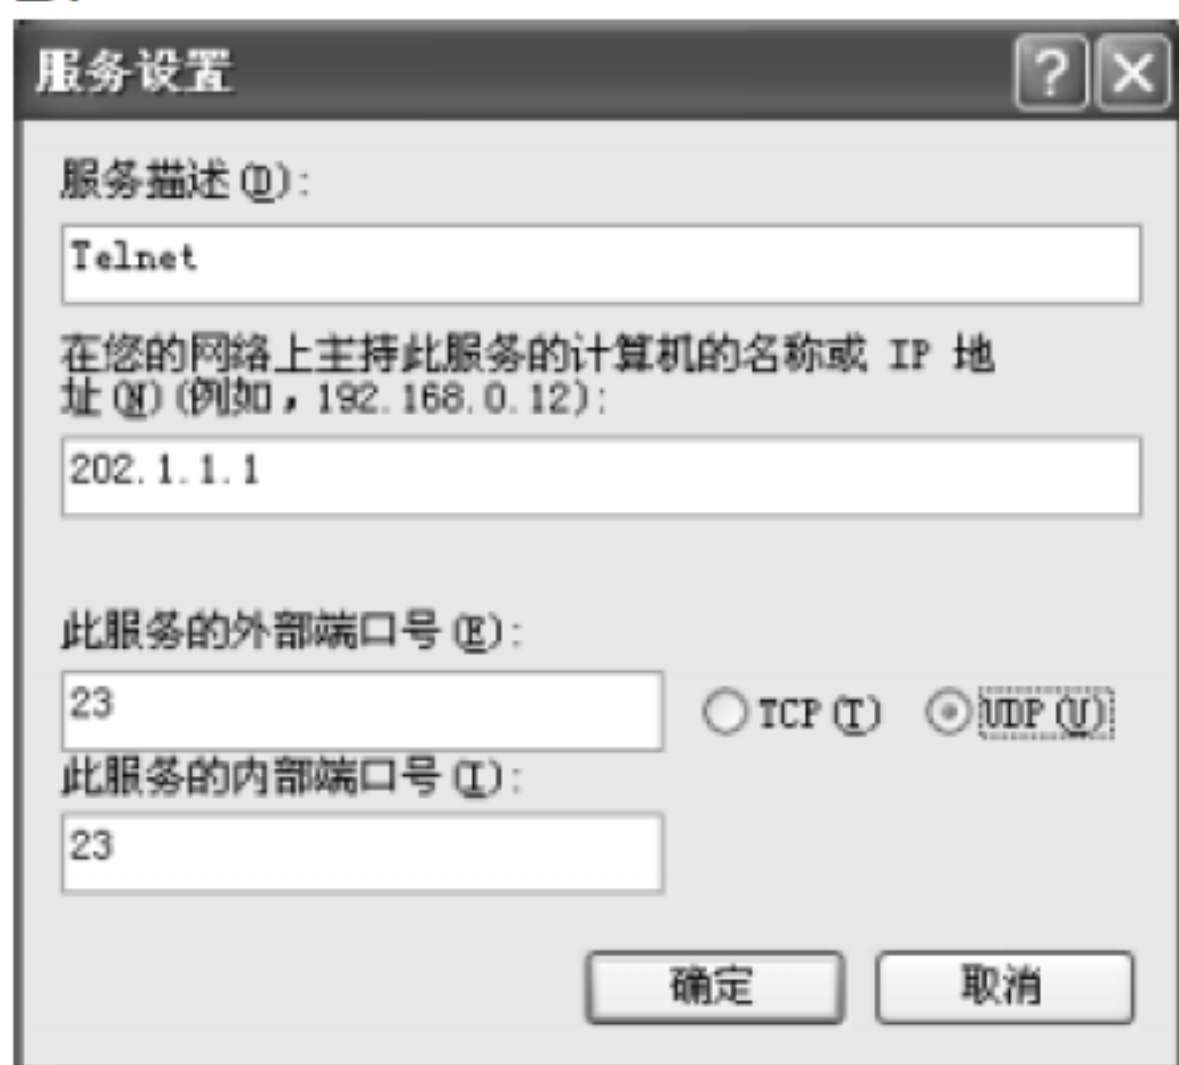 服务设置
服务描述(D):
Telnet
在您的网络上主持此服务的计算机的名称或 IP 地
址(N)(例如，192.168.0.12):
202.1.1.1
此服务的外部端口号(E):
23
TCP(T) UDP(U)
此服务的内部端口号(I):
23
确定 取消